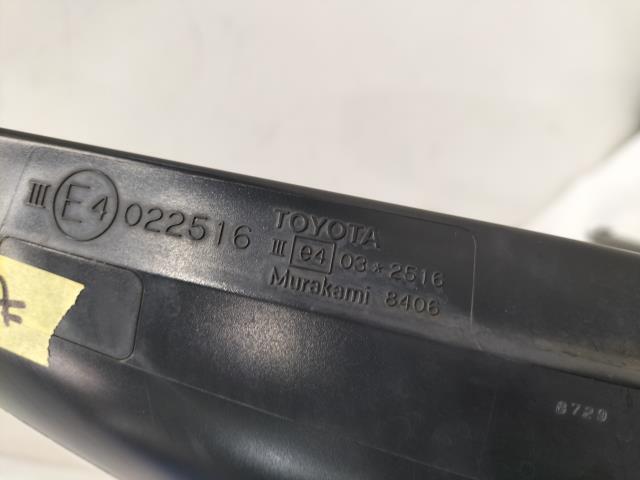 III E4 022516
TOYOTA
III e4 03*2516
Murakami 8406
8729